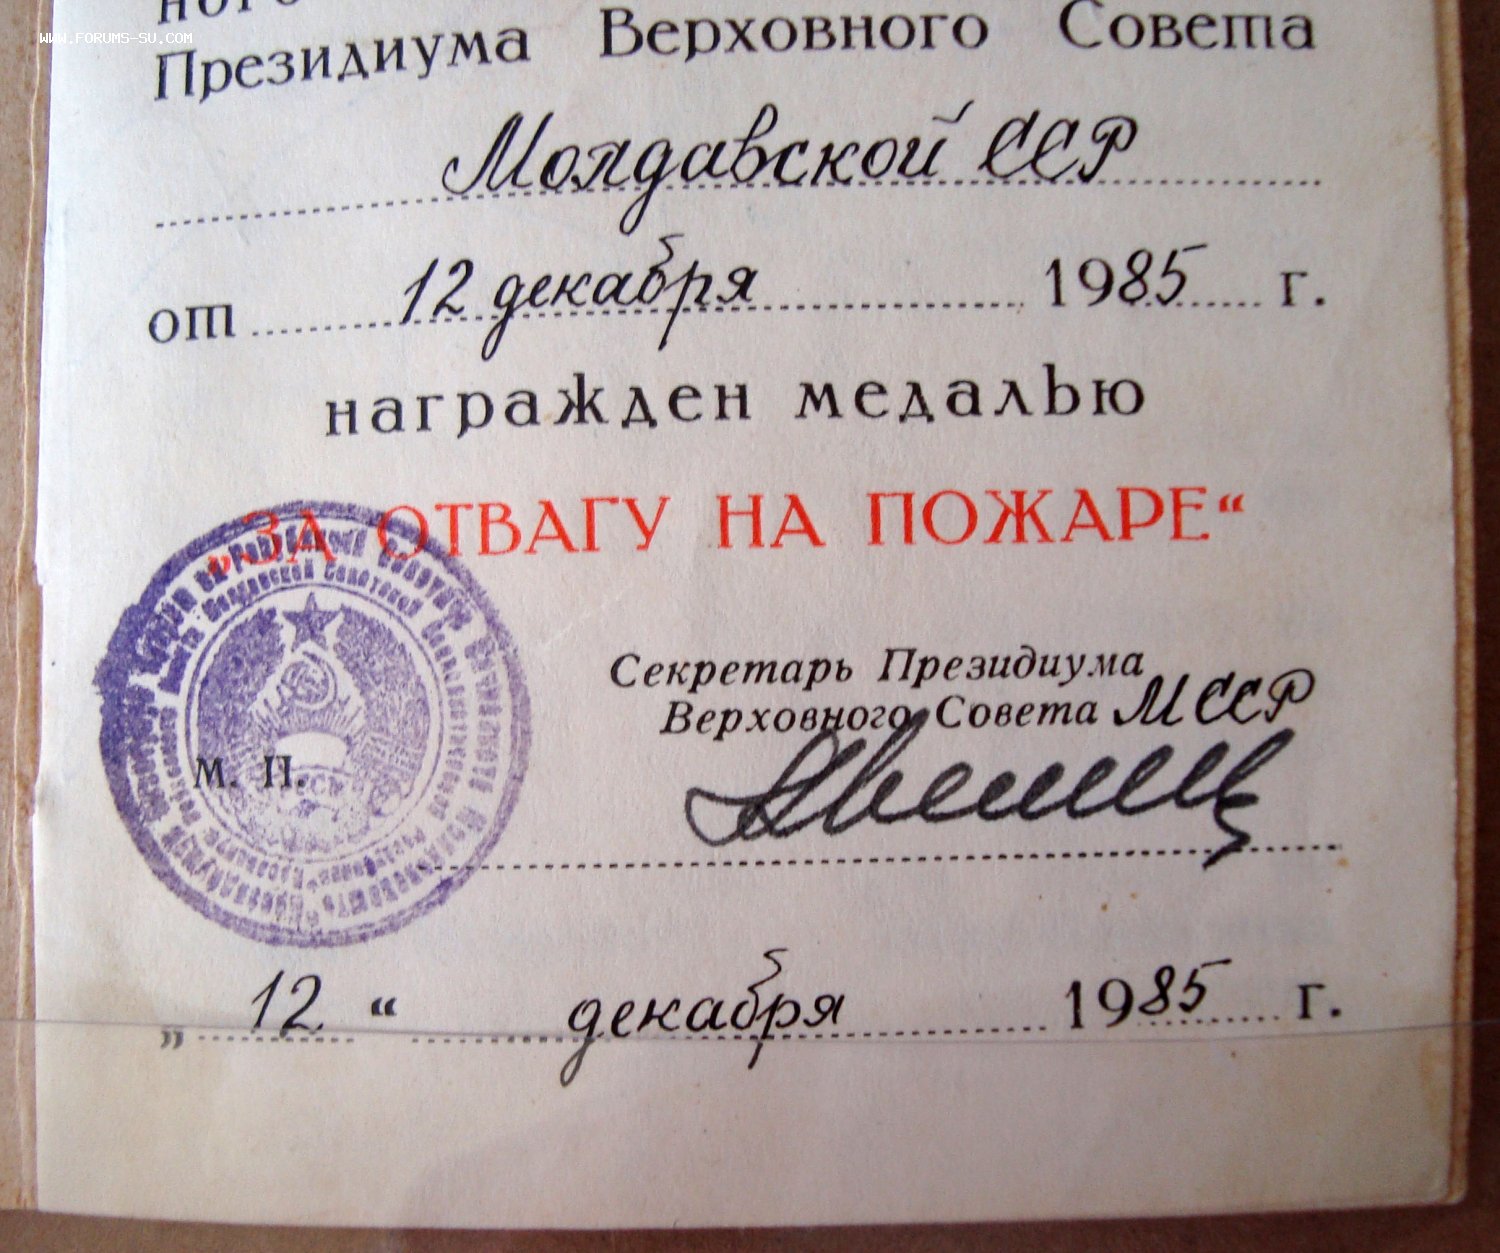 ного
WWW.FORUMS-SU.COM
Президиума Верховного Совета
Молдавской ССР
от 12 декабря 1985 г.
награжден медалью
„ЗА ОТВАГУ НА ПОЖАРЕ“
Секретарь Президиума
Верховного Совета МССР
М. П.
„12“ декабря 1985 г.